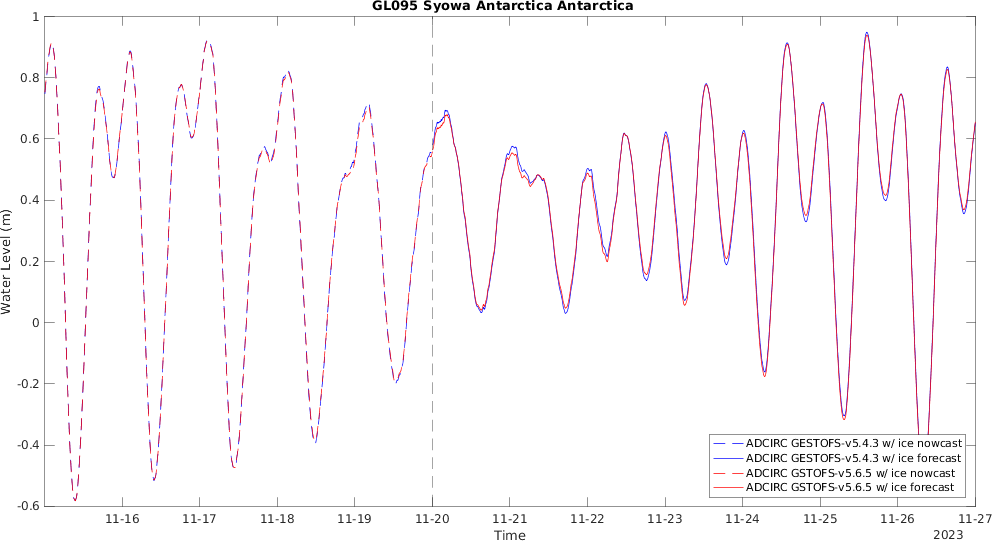 GL095 Syowa Antarctica Antarctica
1
0.8
0.6
0.4
0.2
0
-0.2
-0.4
-0.6
Water Level (m)
11-16 11-17 11-18 11-19 11-20 11-21 11-22 11-23 11-24 11-25 11-26 11-27
Time
2023
ADCIRC GESTOFS-v5.4.3 w/ ice nowcast
ADCIRC GESTOFS-v5.4.3 w/ ice forecast
ADCIRC GSTOFS-v5.6.5 w/ ice nowcast
ADCIRC GSTOFS-v5.6.5 w/ ice forecast